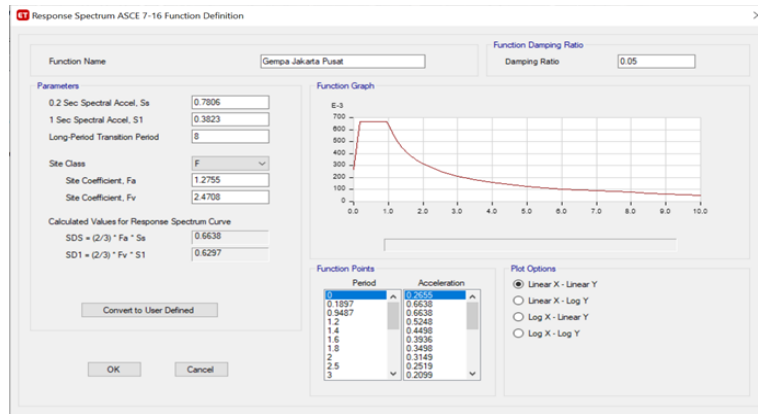 ET Response Spectrum ASCE 7-16 Function Definition
Function Name Gempa Jakarta Pusat
Function Damping Ratio
Damping Ratio 0.05
Parameters
0.2 Sec Spectral Accel, Ss 0.7806
1 Sec Spectral Accel, S1 0.3823
Long-Period Transition Period 8
Site Class F
Site Coefficient, Fa 1.2755
Site Coefficient, Fv 2.4708
Calculated Values for Response Spectrum Curve
SDS = (2/3) * Fa * Ss 0.6638
SD1 = (2/3) * Fv * S1 0.6297
Convert to User Defined
OK Cancel
Function Graph
E-3
700
600
500
400
300
200
100
0
0.0 1.0 2.0 3.0 4.0 5.0 6.0 7.0 8.0 9.0 10.0
Function Points
Period Acceleration
0 0.2655
0.1897 0.6638
0.9487 0.6638
1.2 0.5248
1.4 0.4498
1.6 0.3936
1.8 0.3498
2 0.3149
2.5 0.2519
3 0.2099
Plot Options
Linear X - Linear Y
Linear X - Log Y
Log X - Linear Y
Log X - Log Y